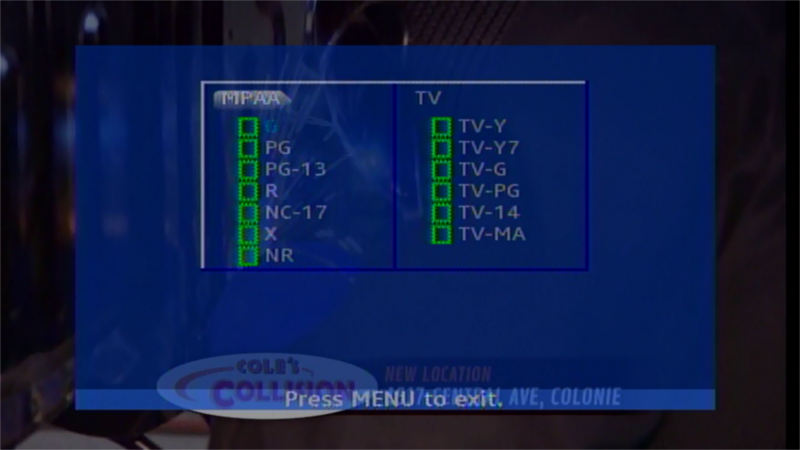 MPAA
G
PG
PG-13
R
NC-17
X
NR
TV
TV-Y
TV-Y7
TV-G
TV-PG
TV-14
TV-MA
COLE'S
COLLISION
NEW LOCATION
CENTRAL AVE, COLONIE
Press MENU to exit.